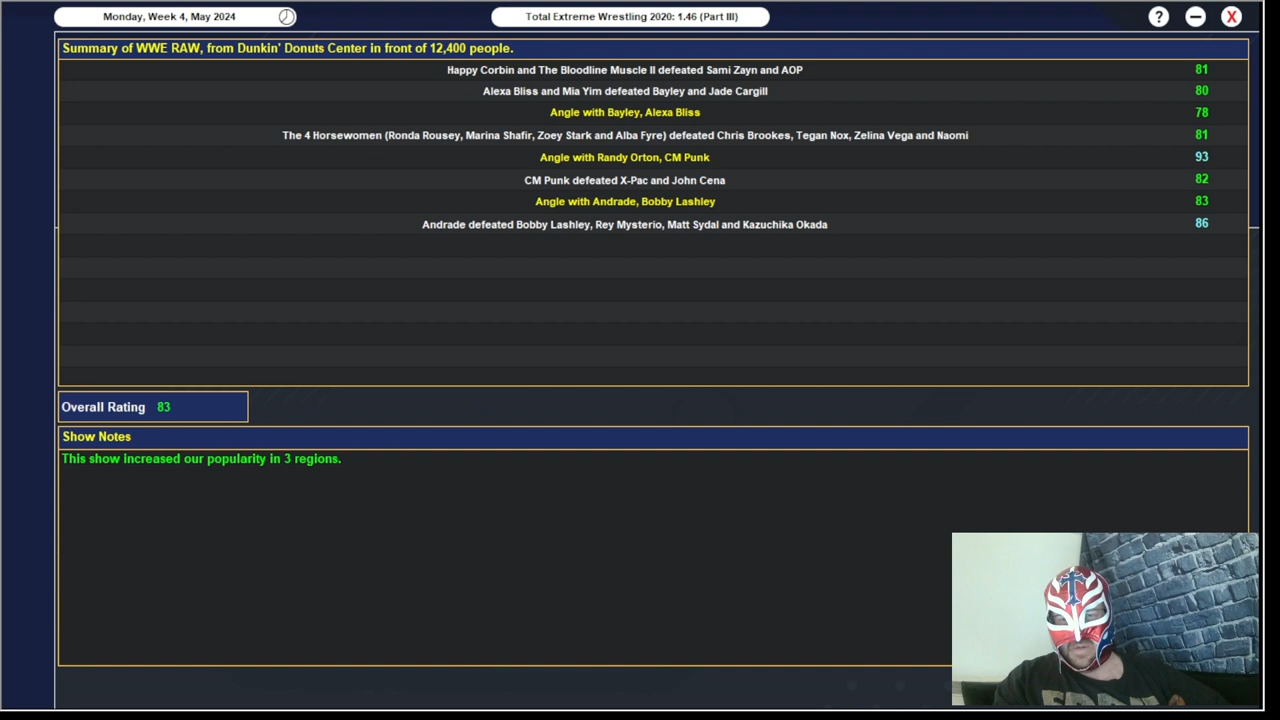 Monday, Week 4, May 2024
Total Extreme Wrestling 2020: 1.46 (Part III)
? X
Summary of WWE RAW, from Dunkin' Donuts Center in front of 12,400 people.
Happy Corbin and The Bloodline Muscle II defeated Sami Zayn and AOP 81
Alexa Bliss and Mia Yim defeated Bayley and Jade Cargill 80
Angle with Bayley, Alexa Bliss 78
The 4 Horsewomen (Ronda Rousey, Marina Shafir, Zoey Stark and Alba Fyre) defeated Chris Brookes, Tegan Nox, Zelina Vega and Naomi 81
Angle with Randy Orton, CM Punk 93
CM Punk defeated X-Pac and John Cena 82
Angle with Andrade, Bobby Lashley 83
Andrade defeated Bobby Lashley, Rey Mysterio, Matt Sydal and Kazuchika Okada 86
Overall Rating 83
Show Notes
This show increased our popularity in 3 regions.